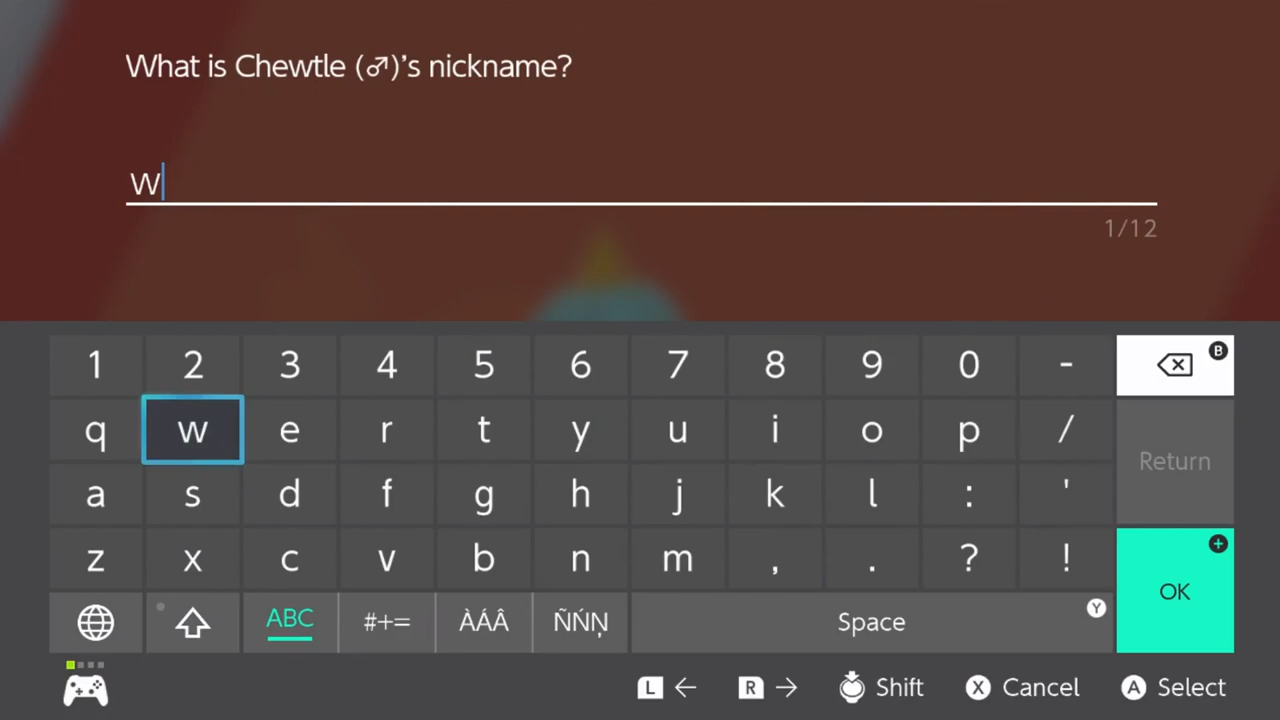 What is Chewtle (♂)'s nickname?
W
1/12
1 2 3 4 5 6 7 8 9 0 - B
q w e r t y u i o p / Return
a s d f g h j k l : '
z x c v b n m , . ? ! + OK
ABC #+= ÀÁÂ ÑŃŅ Space Y
L ← R → Shift X Cancel A Select